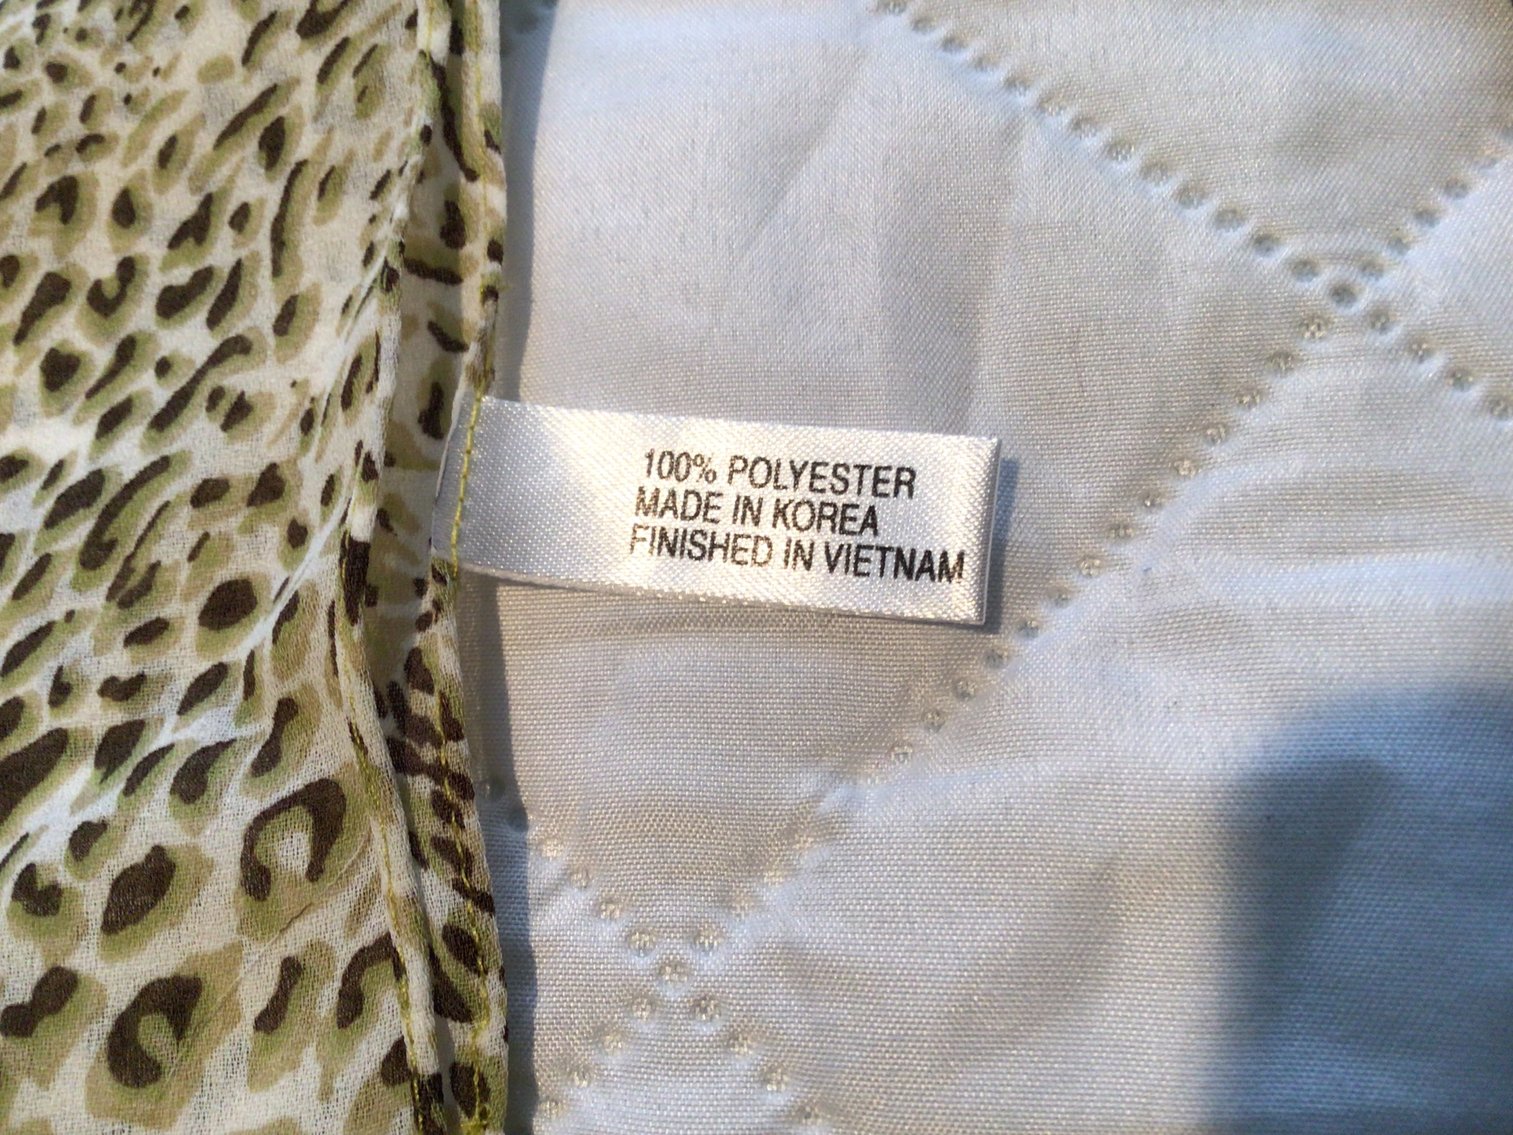 100% POLYESTER
MADE IN KOREA
FINISHED IN VIETNAM